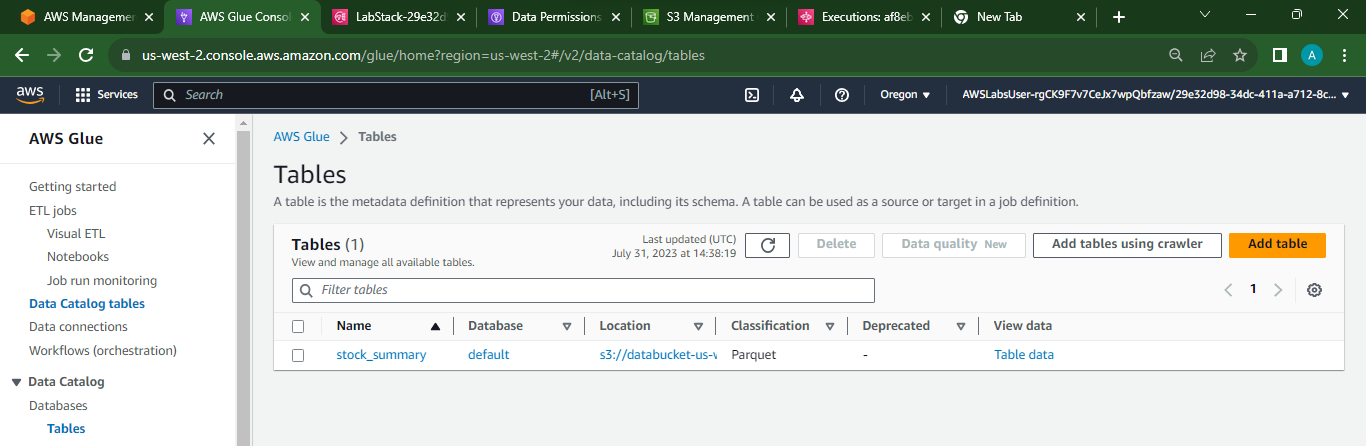 AWS Managemen
AWS Glue Consol
LabStack-29e32d
Data Permissions
S3 Management
Executions: af8eb
New Tab
us-west-2.console.aws.amazon.com/glue/home?region=us-west-2#/v2/data-catalog/tables
A
aws
Services
Search
[Alt+S]
Oregon
AWSLabsUser-rgCK9F7v7CeJx7wpQbfzaw/29e32d98-34dc-411a-a712-8c...
AWS Glue
Getting started
ETL jobs
Visual ETL
Notebooks
Job run monitoring
Data Catalog tables
Data connections
Workflows (orchestration)
Data Catalog
Databases
Tables
AWS Glue > Tables
Tables
A table is the metadata definition that represents your data, including its schema. A table can be used as a source or target in a job definition.
Tables (1)
View and manage all available tables.
Last updated (UTC)
July 31, 2023 at 14:38:19
Delete
Data quality New
Add tables using crawler
Add table
Filter tables
1
Name Database Location Classification Deprecated View data
stock_summary default s3://databucket-us-v Parquet - Table data